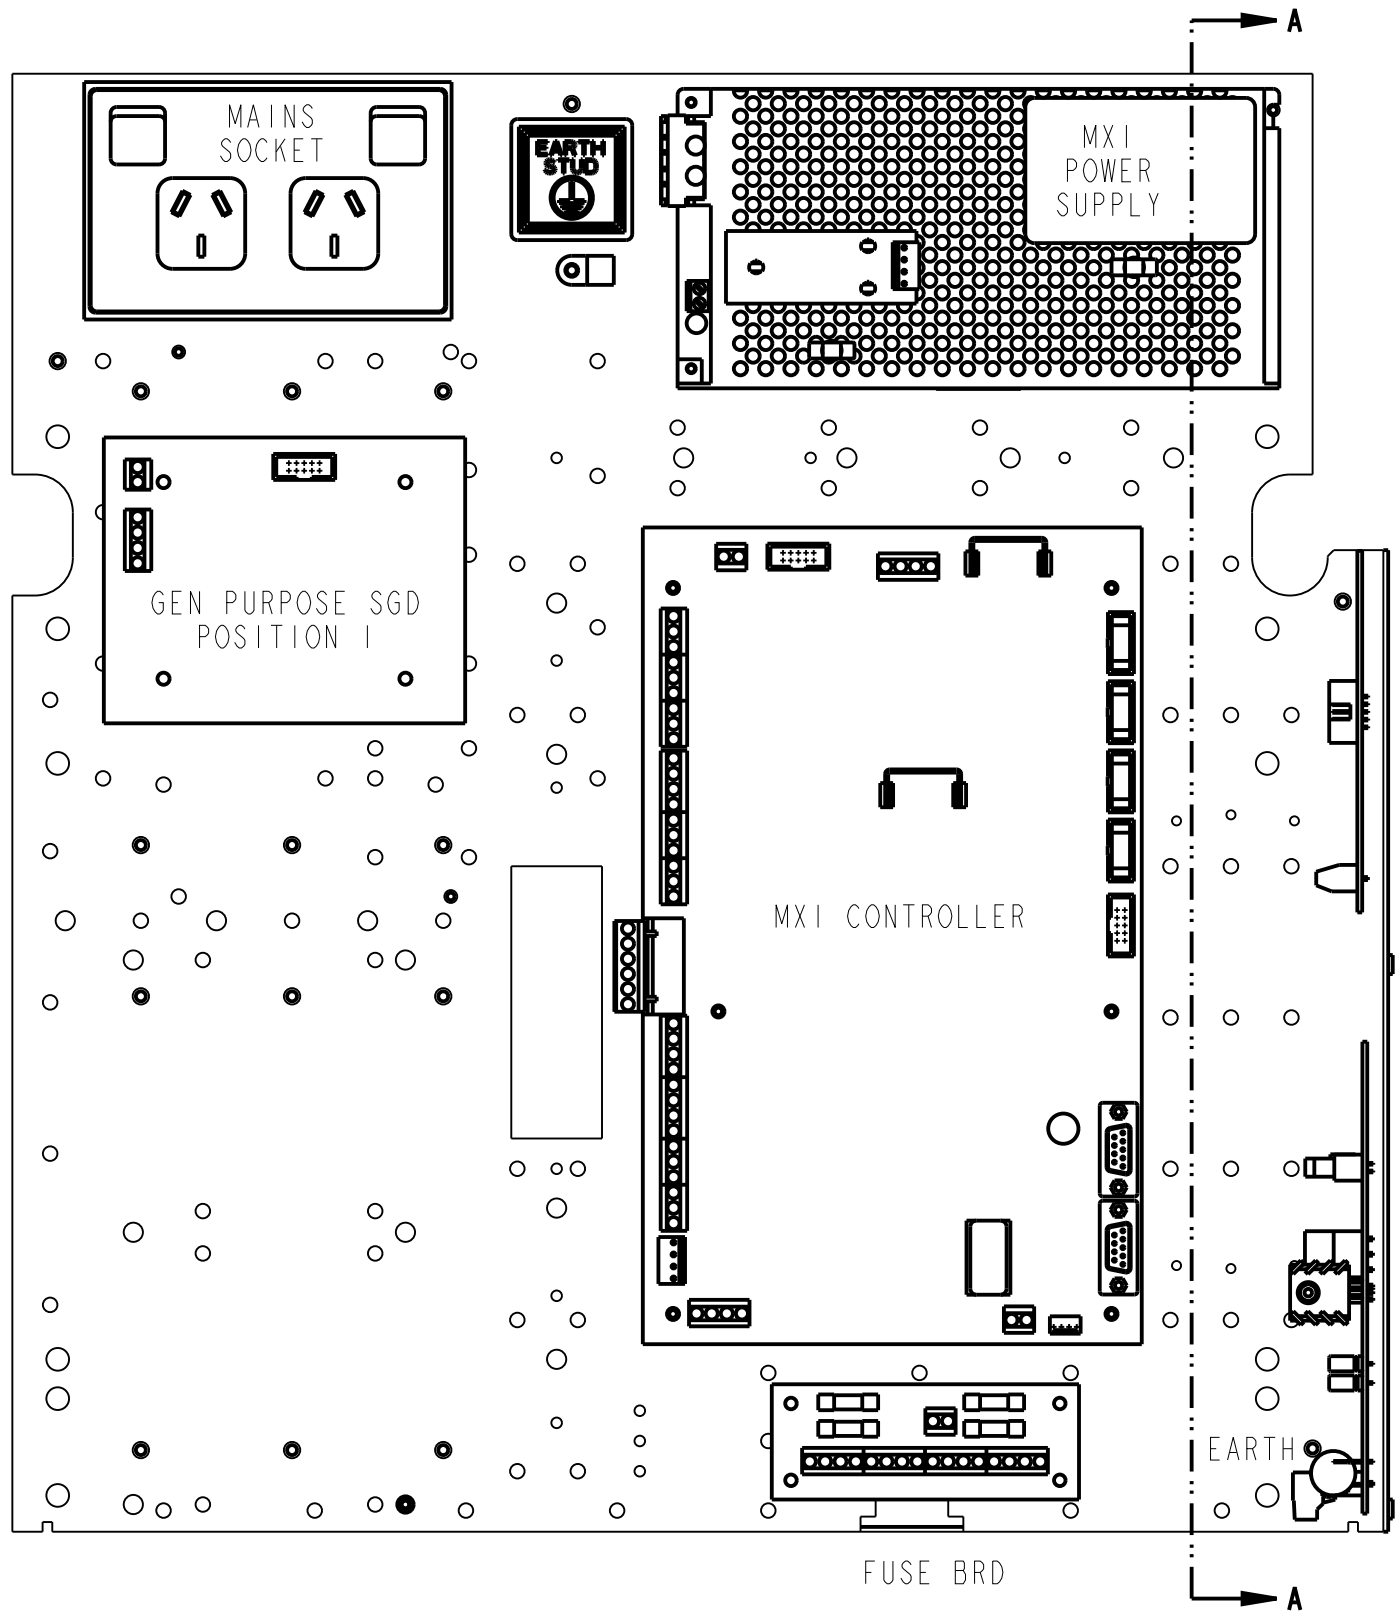 A
MAINS
SOCKET
EARTH
STUD
MXI
POWER
SUPPLY
GEN PURPOSE SGD
POSITION 1
MXI CONTROLLER
EARTH
FUSE BRD
A